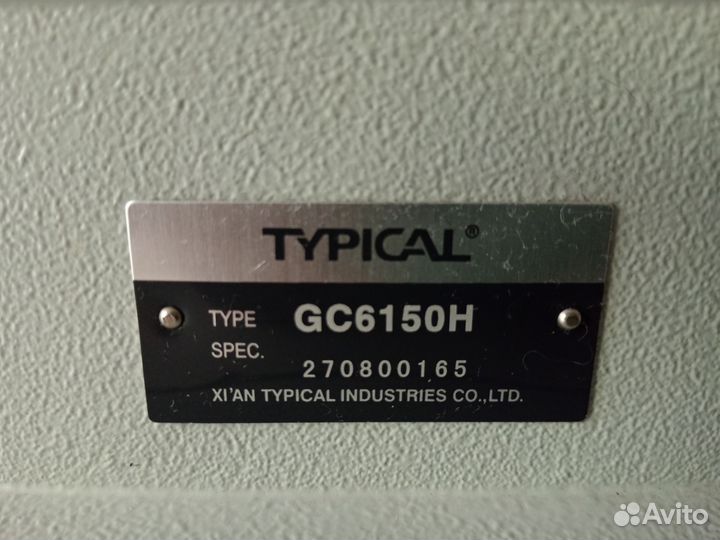 TYPICAL®
TYPE GC6150H
SPEC.
270800165
XI'AN TYPICAL INDUSTRIES CO.,LTD.
Avito